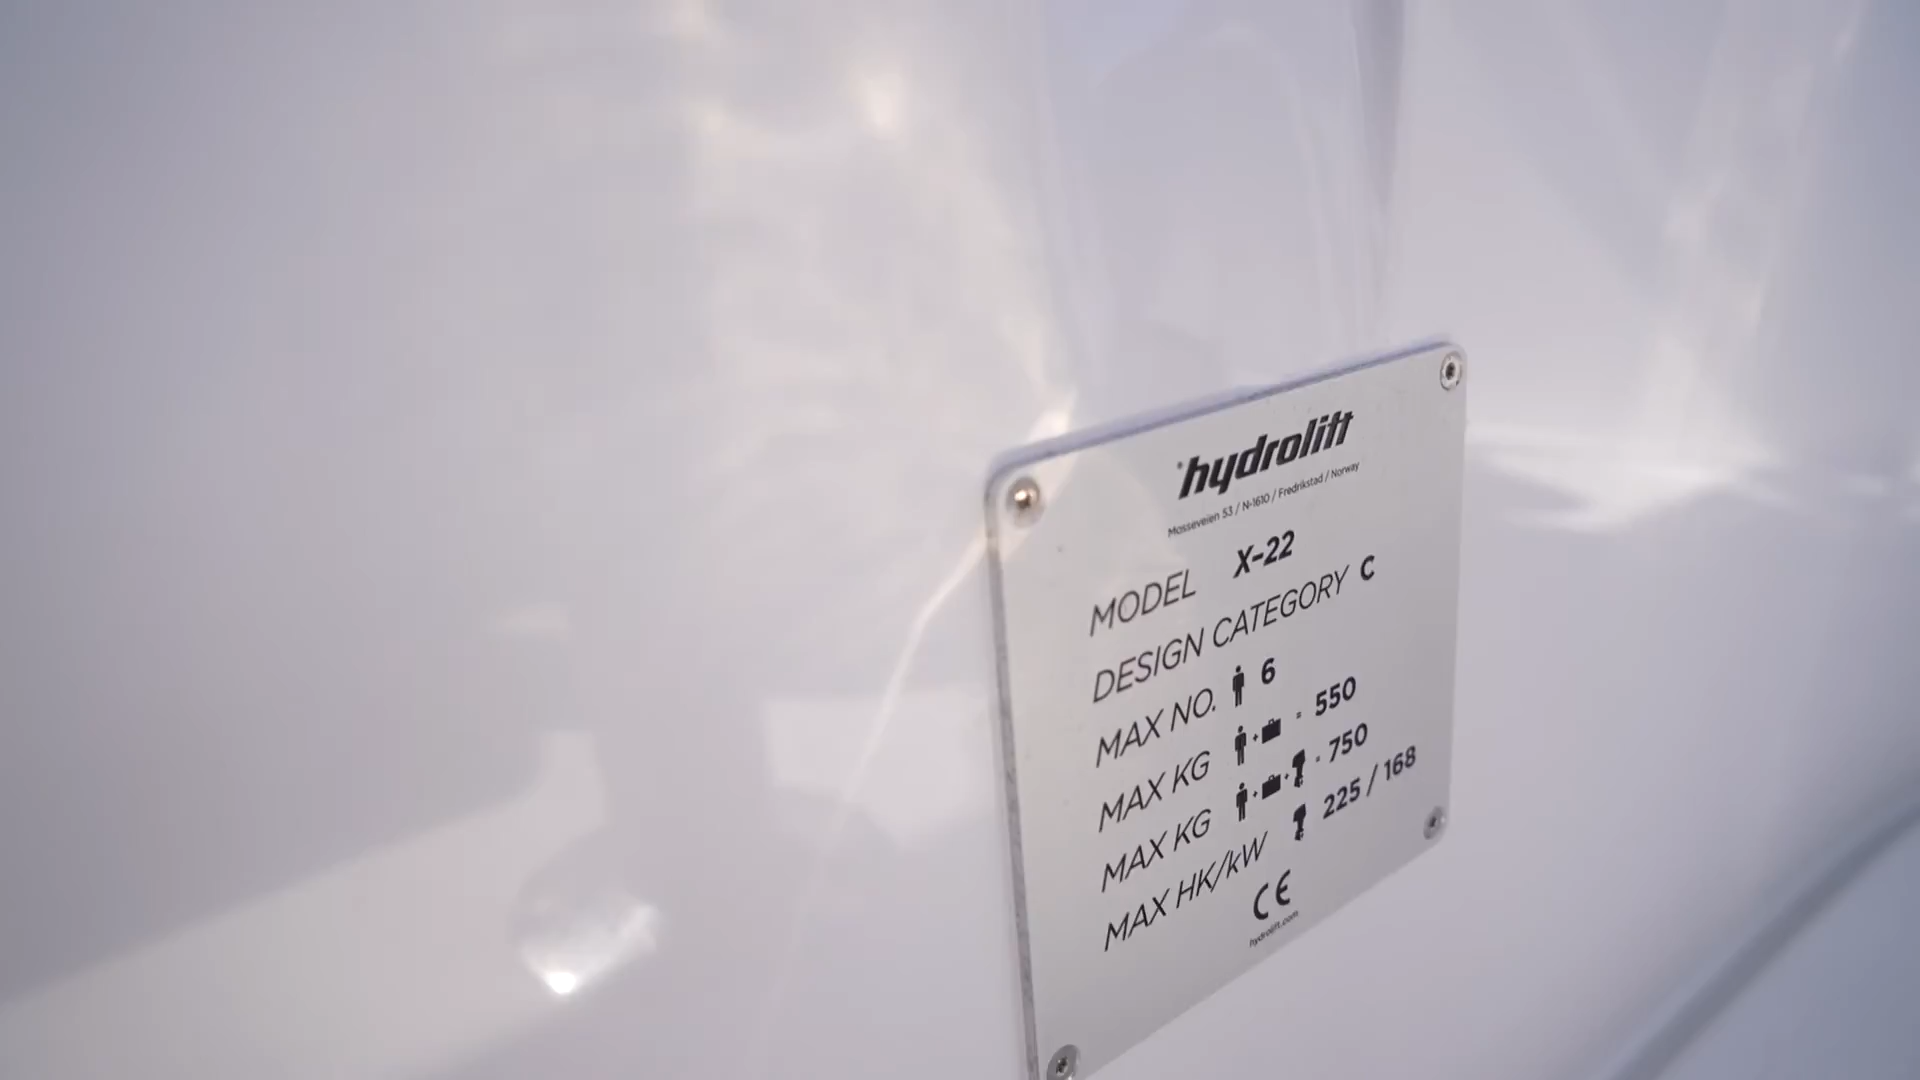 hydrolift
Mosseveien 53 / N-1610 / Fredrikstad / Norway
MODEL X-22
DESIGN CATEGORY C
MAX NO. 6
MAX KG + = 550
MAX KG + + = 750
MAX HK/kW 225 / 168
CE
hydrolift.com